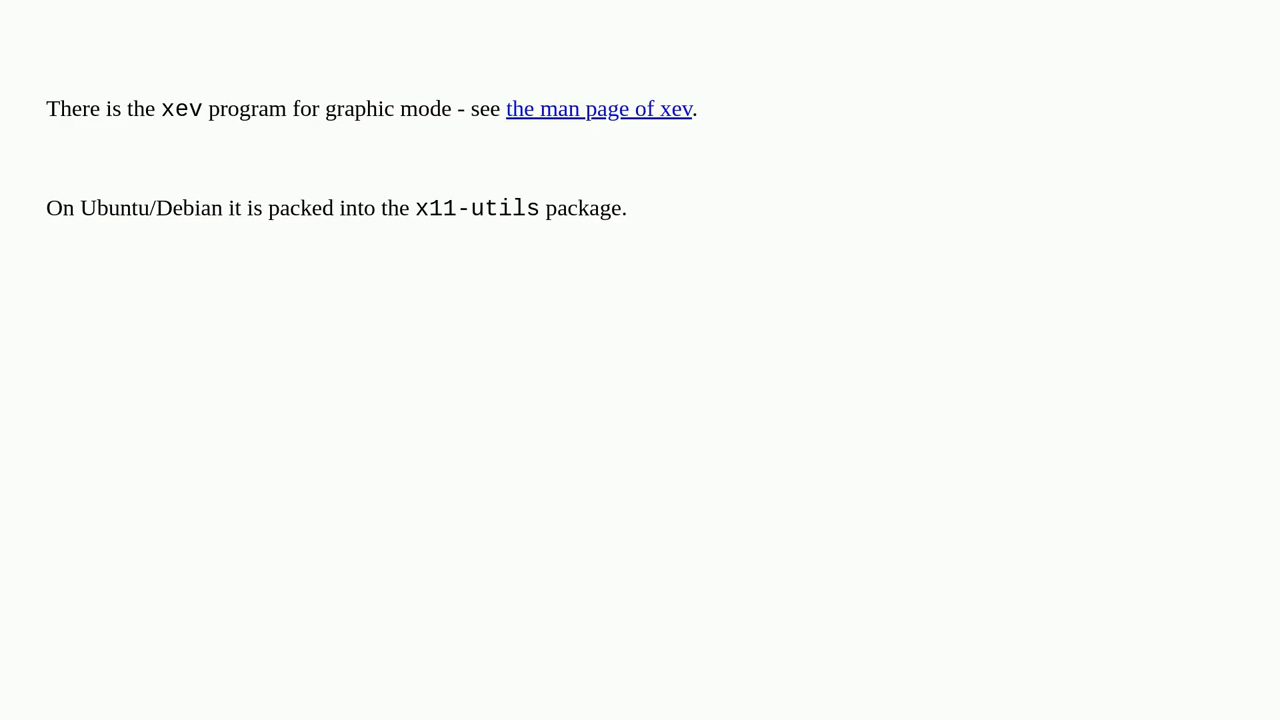 There is the xev program for graphic mode - see the man page of xev.
On Ubuntu/Debian it is packed into the x11-utils package.